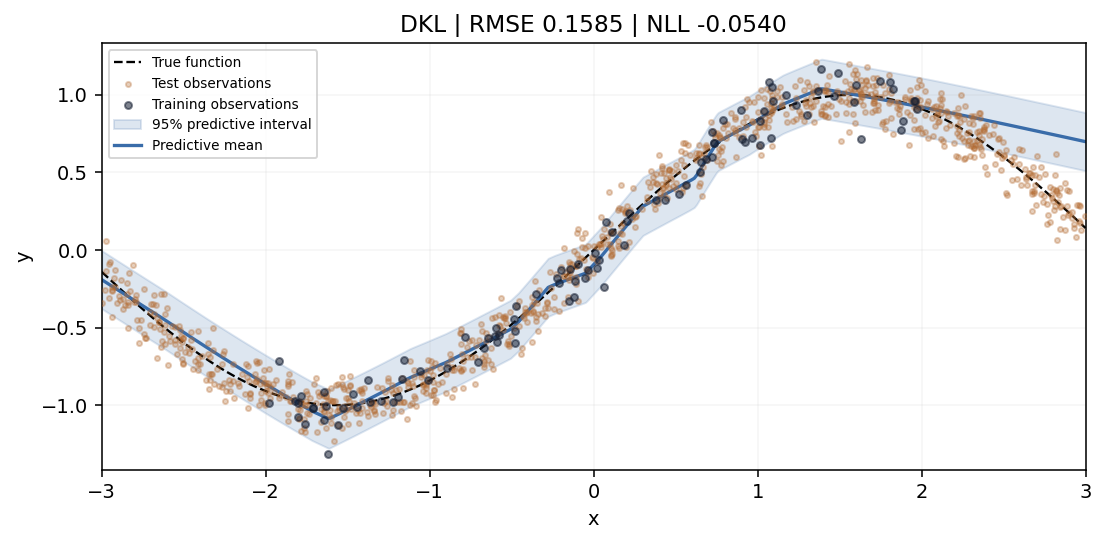 DKL | RMSE 0.1585 | NLL -0.0540
True function
Test observations
Training observations
95% predictive interval
Predictive mean
1.0
0.5
0.0
−0.5
−1.0
y
−3
−2
−1
0
1
2
3
x